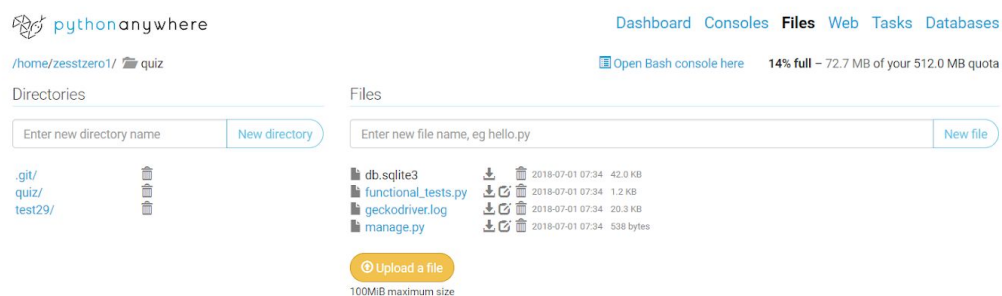 pythonanywhere
Dashboard Consoles Files Web Tasks Databases
/home/zesstzero1/ quiz
Open Bash console here 14% full – 72.7 MB of your 512.0 MB quota
Directories
Files
Enter new directory name New directory
Enter new file name, eg hello.py New file
.git/
quiz/
test29/
db.sqlite3 2018-07-01 07:34 42.0 KB
functional_tests.py 2018-07-01 07:34 1.2 KB
geckodriver.log 2018-07-01 07:34 20.3 KB
manage.py 2018-07-01 07:34 538 bytes
Upload a file
100MiB maximum size